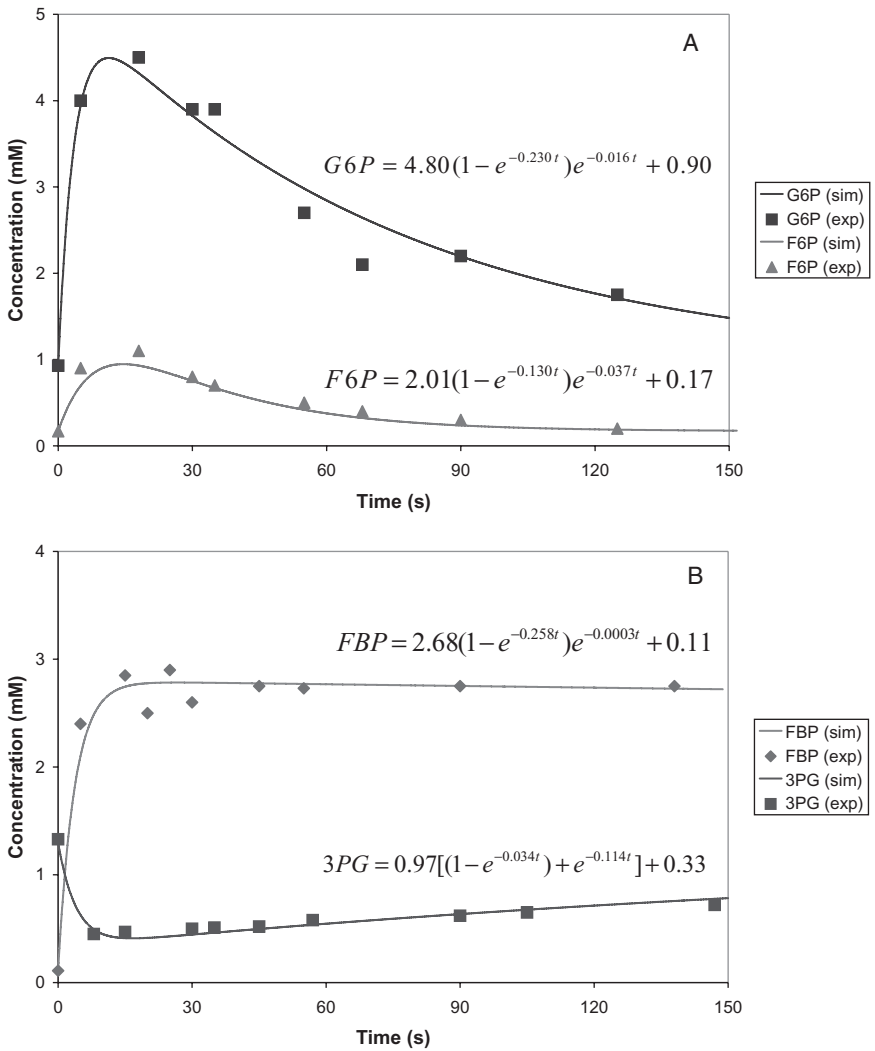 5
A
4
G6P = 4.80(1−e^{−0.230 t})e^{−0.016 t} + 0.90
3
Concentration (mM)
G6P (sim)
G6P (exp)
F6P (sim)
F6P (exp)
2
1
F6P = 2.01(1−e^{−0.130 t})e^{−0.037 t} + 0.17
0
0 30 60 90 120 150
Time (s)
4
B
FBP = 2.68(1−e^{−0.258t})e^{−0.0003t} + 0.11
3
Concentration (mM)
FBP (sim)
FBP (exp)
3PG (sim)
3PG (exp)
2
1
3PG = 0.97[(1−e^{−0.034t})+e^{−0.114t}]+0.33
0
0 30 60 90 120 150
Time (s)